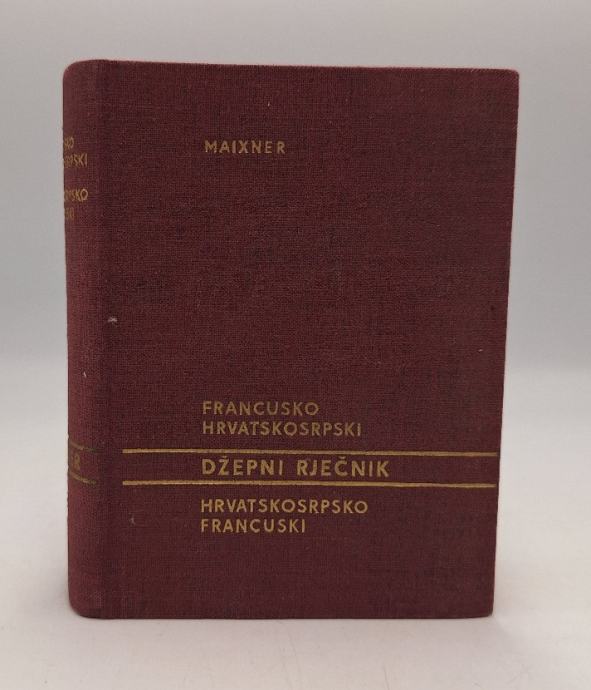 MAIXNER
FRANCUSKO
HRVATSKOSRPSKI
DŽEPNI RJEČNIK
HRVATSKOSRPSKO
FRANCUSKI